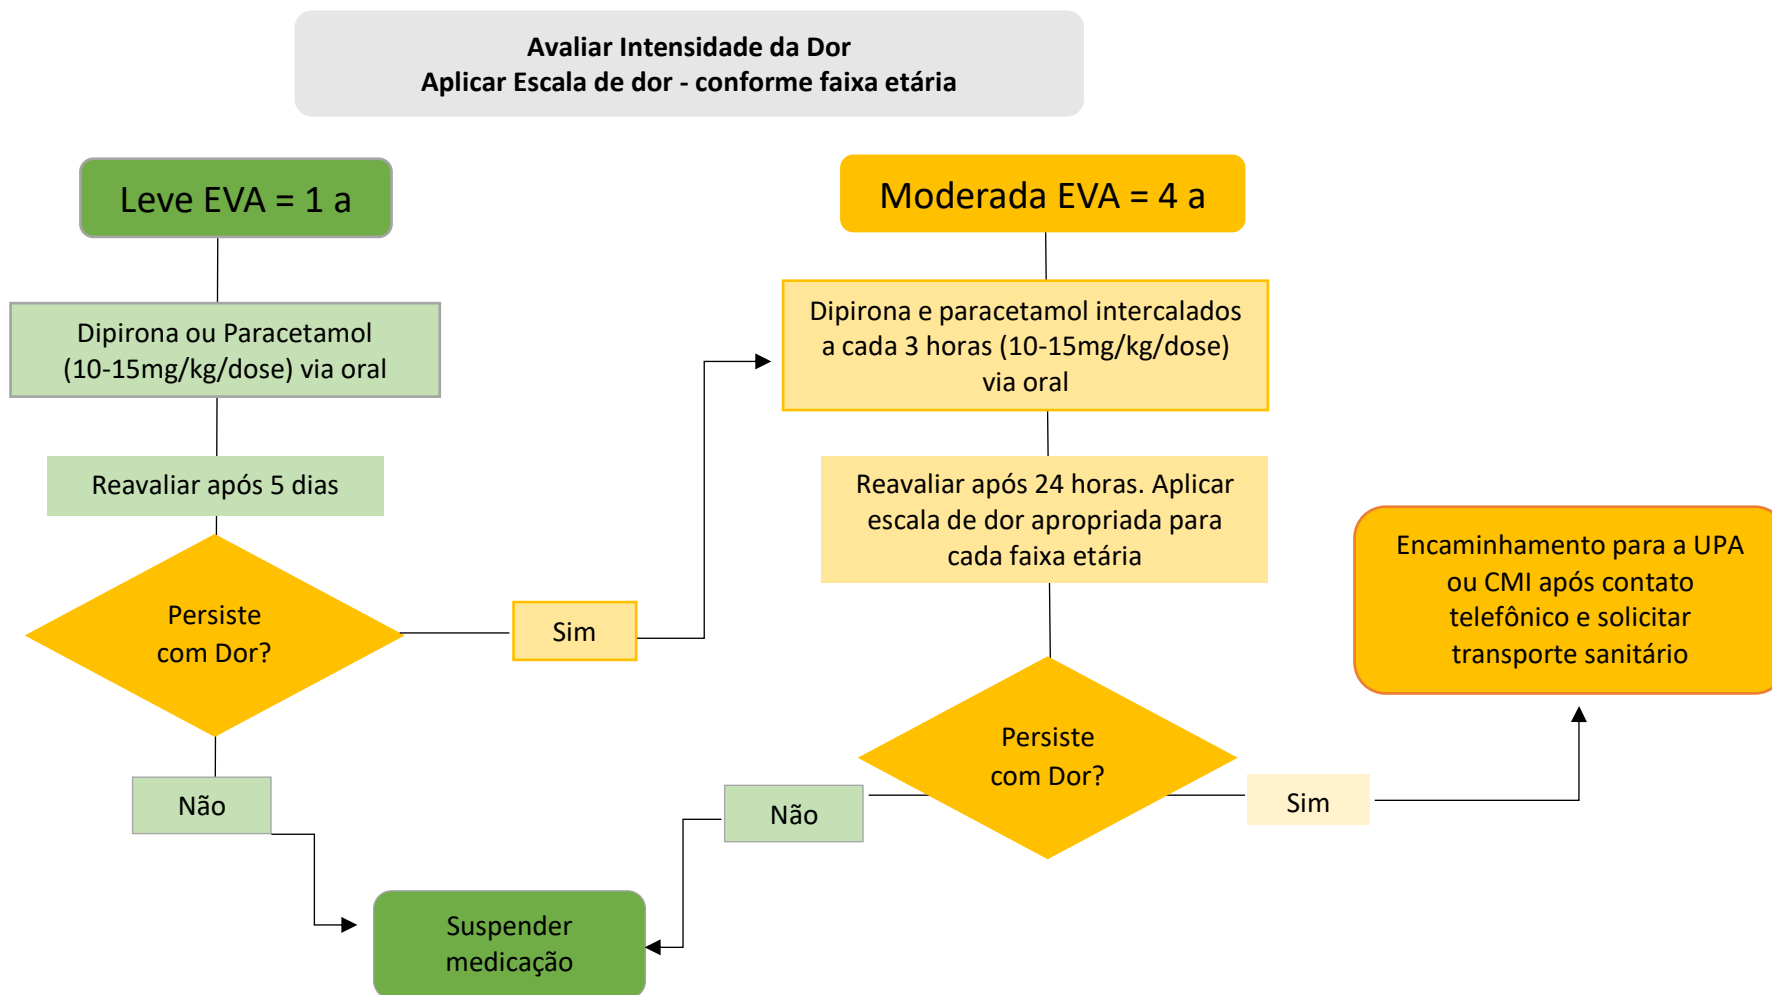 Avaliar Intensidade da Dor
Aplicar Escala de dor - conforme faixa etária
Leve EVA = 1 a
Dipirona ou Paracetamol
(10-15mg/kg/dose) via oral
Reavaliar após 5 dias
Persiste
com Dor?
Sim
Não
Moderada EVA = 4 a
Dipirona e paracetamol intercalados
a cada 3 horas (10-15mg/kg/dose)
via oral
Reavaliar após 24 horas. Aplicar
escala de dor apropriada para
cada faixa etária
Persiste
com Dor?
Não
Sim
Encaminhamento para a UPA
ou CMI após contato
telefônico e solicitar
transporte sanitário
Suspender
medicação